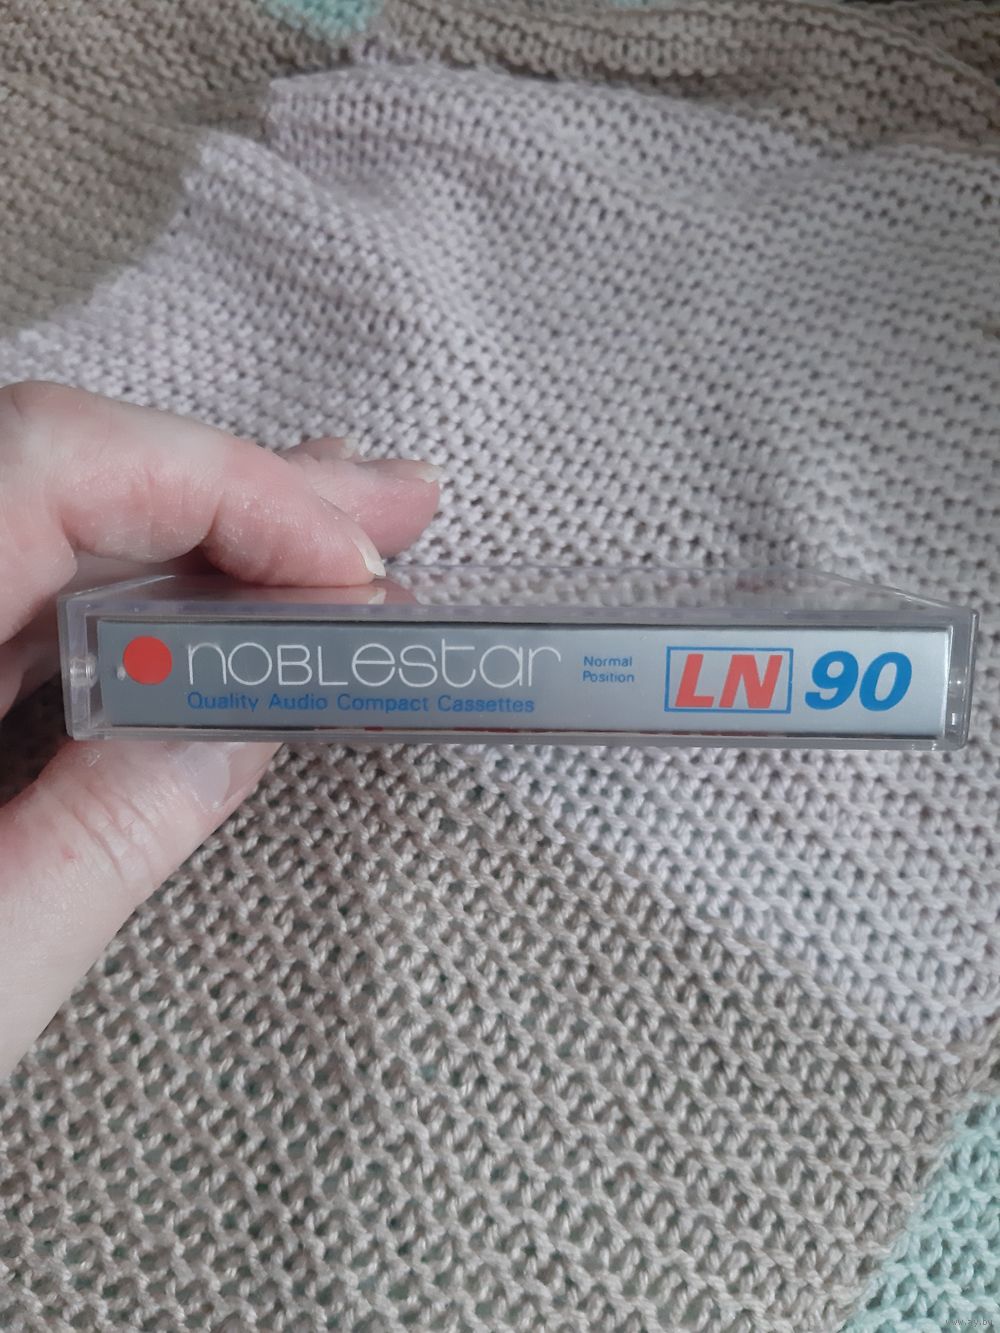 noBLestar
Quality Audio Compact Cassettes
Normal
Position
LN 90